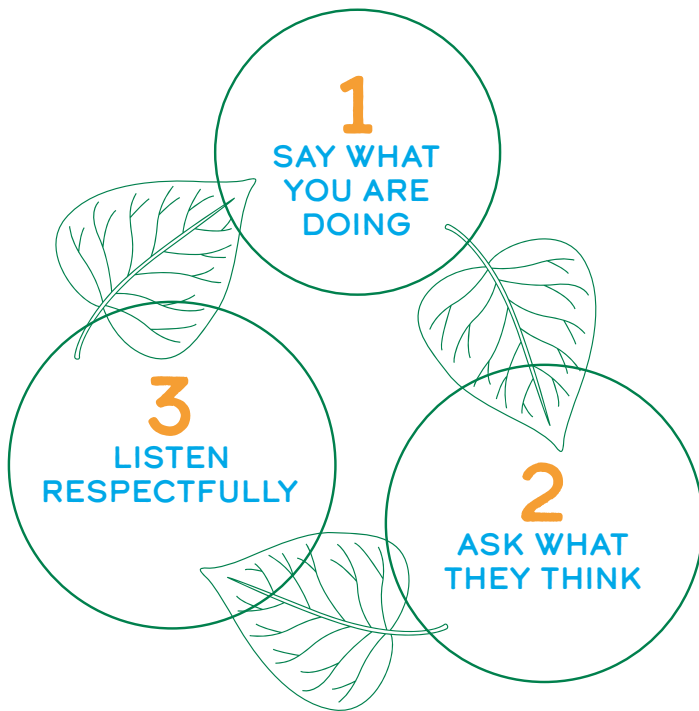 1
SAY WHAT
YOU ARE
DOING
2
ASK WHAT
THEY THINK
3
LISTEN
RESPECTFULLY